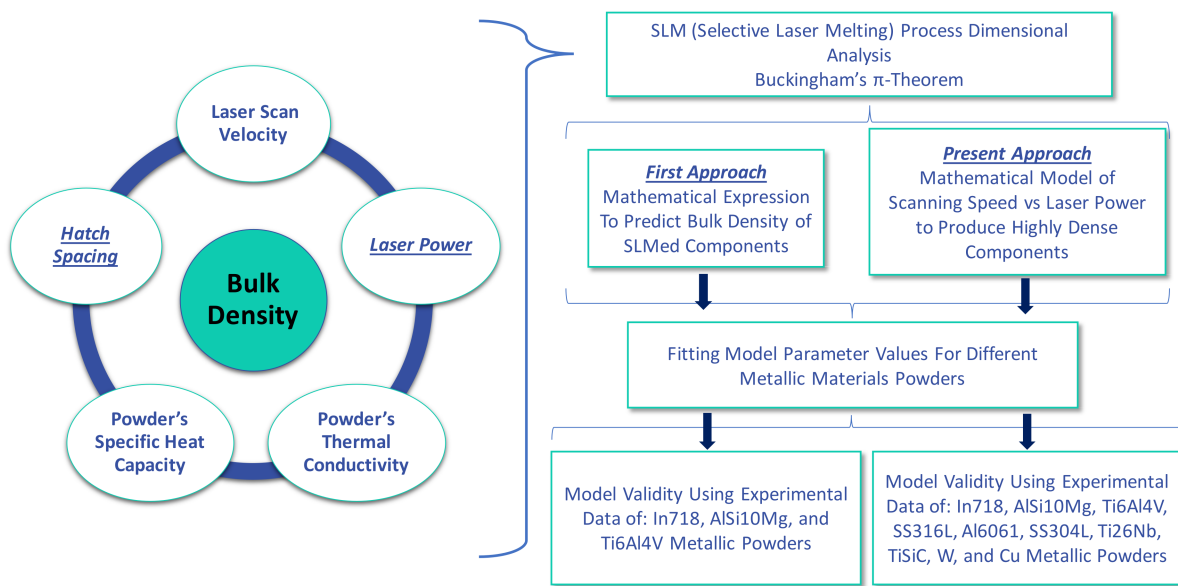 Laser Scan
Velocity
Hatch
Spacing
Laser Power
Bulk
Density
Powder’s
Specific Heat
Capacity
Powder’s
Thermal
Conductivity
SLM (Selective Laser Melting) Process Dimensional
Analysis
Buckingham’s π-Theorem
First Approach
Mathematical Expression
To Predict Bulk Density of
SLMed Components
Present Approach
Mathematical Model of
Scanning Speed vs Laser Power
to Produce Highly Dense
Components
Fitting Model Parameter Values For Different
Metallic Materials Powders
Model Validity Using Experimental
Data of: In718, AlSi10Mg, and
Ti6Al4V Metallic Powders
Model Validity Using Experimental
Data of: In718, AlSi10Mg, Ti6Al4V,
SS316L, Al6061, SS304L, Ti26Nb,
TiSiC, W, and Cu Metallic Powders